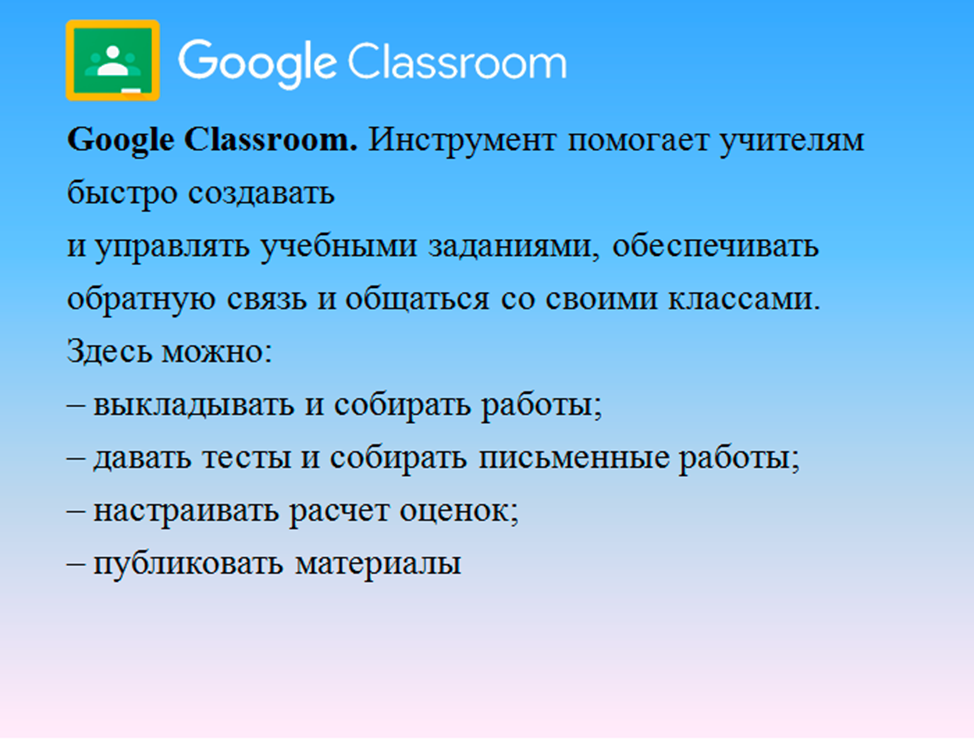 Google Classroom
Google Classroom. Инструмент помогает учителям
быстро создавать
и управлять учебными заданиями, обеспечивать
обратную связь и общаться со своими классами.
Здесь можно:
– выкладывать и собирать работы;
– давать тесты и собирать письменные работы;
– настраивать расчет оценок;
– публиковать материалы